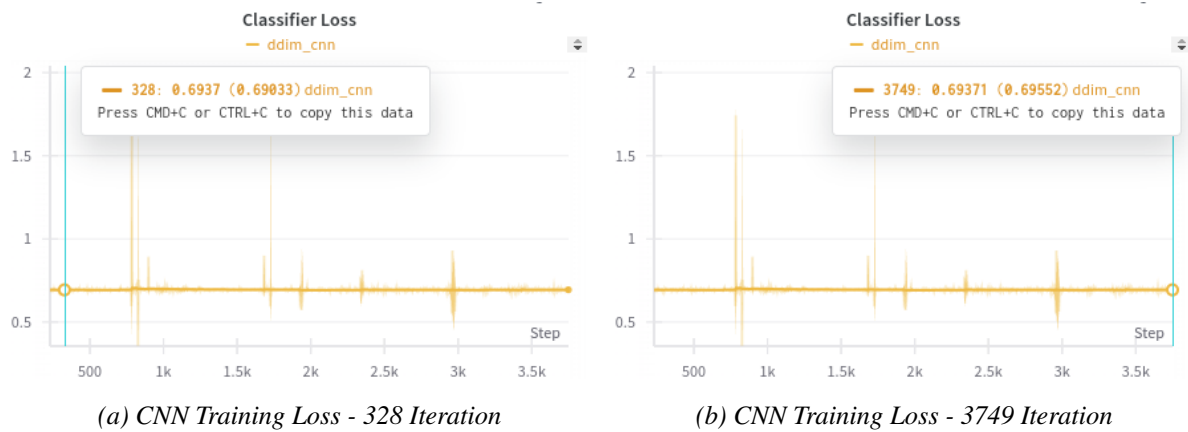 Classifier Loss
ddim_cnn
328: 0.6937 (0.69033) ddim_cnn
Press CMD+C or CTRL+C to copy this data
2
1.5
1
0.5
Step
500 1k 1.5k 2k 2.5k 3k 3.5k
(a) CNN Training Loss - 328 Iteration
Classifier Loss
ddim_cnn
3749: 0.69371 (0.69552) ddim_cnn
Press CMD+C or CTRL+C to copy this data
2
1.5
1
0.5
Step
500 1k 1.5k 2k 2.5k 3k 3.5k
(b) CNN Training Loss - 3749 Iteration